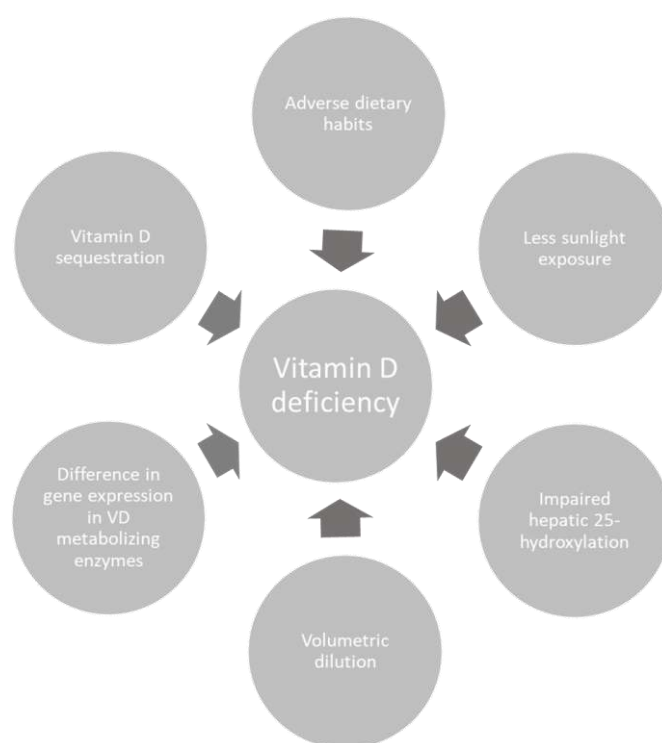 Adverse dietary
habits
Less sunlight
exposure
Impaired
hepatic 25-
hydroxylation
Volumetric
dilution
Difference in
gene expression
in VD
metabolizing
enzymes
Vitamin D
sequestration
Vitamin D
deficiency